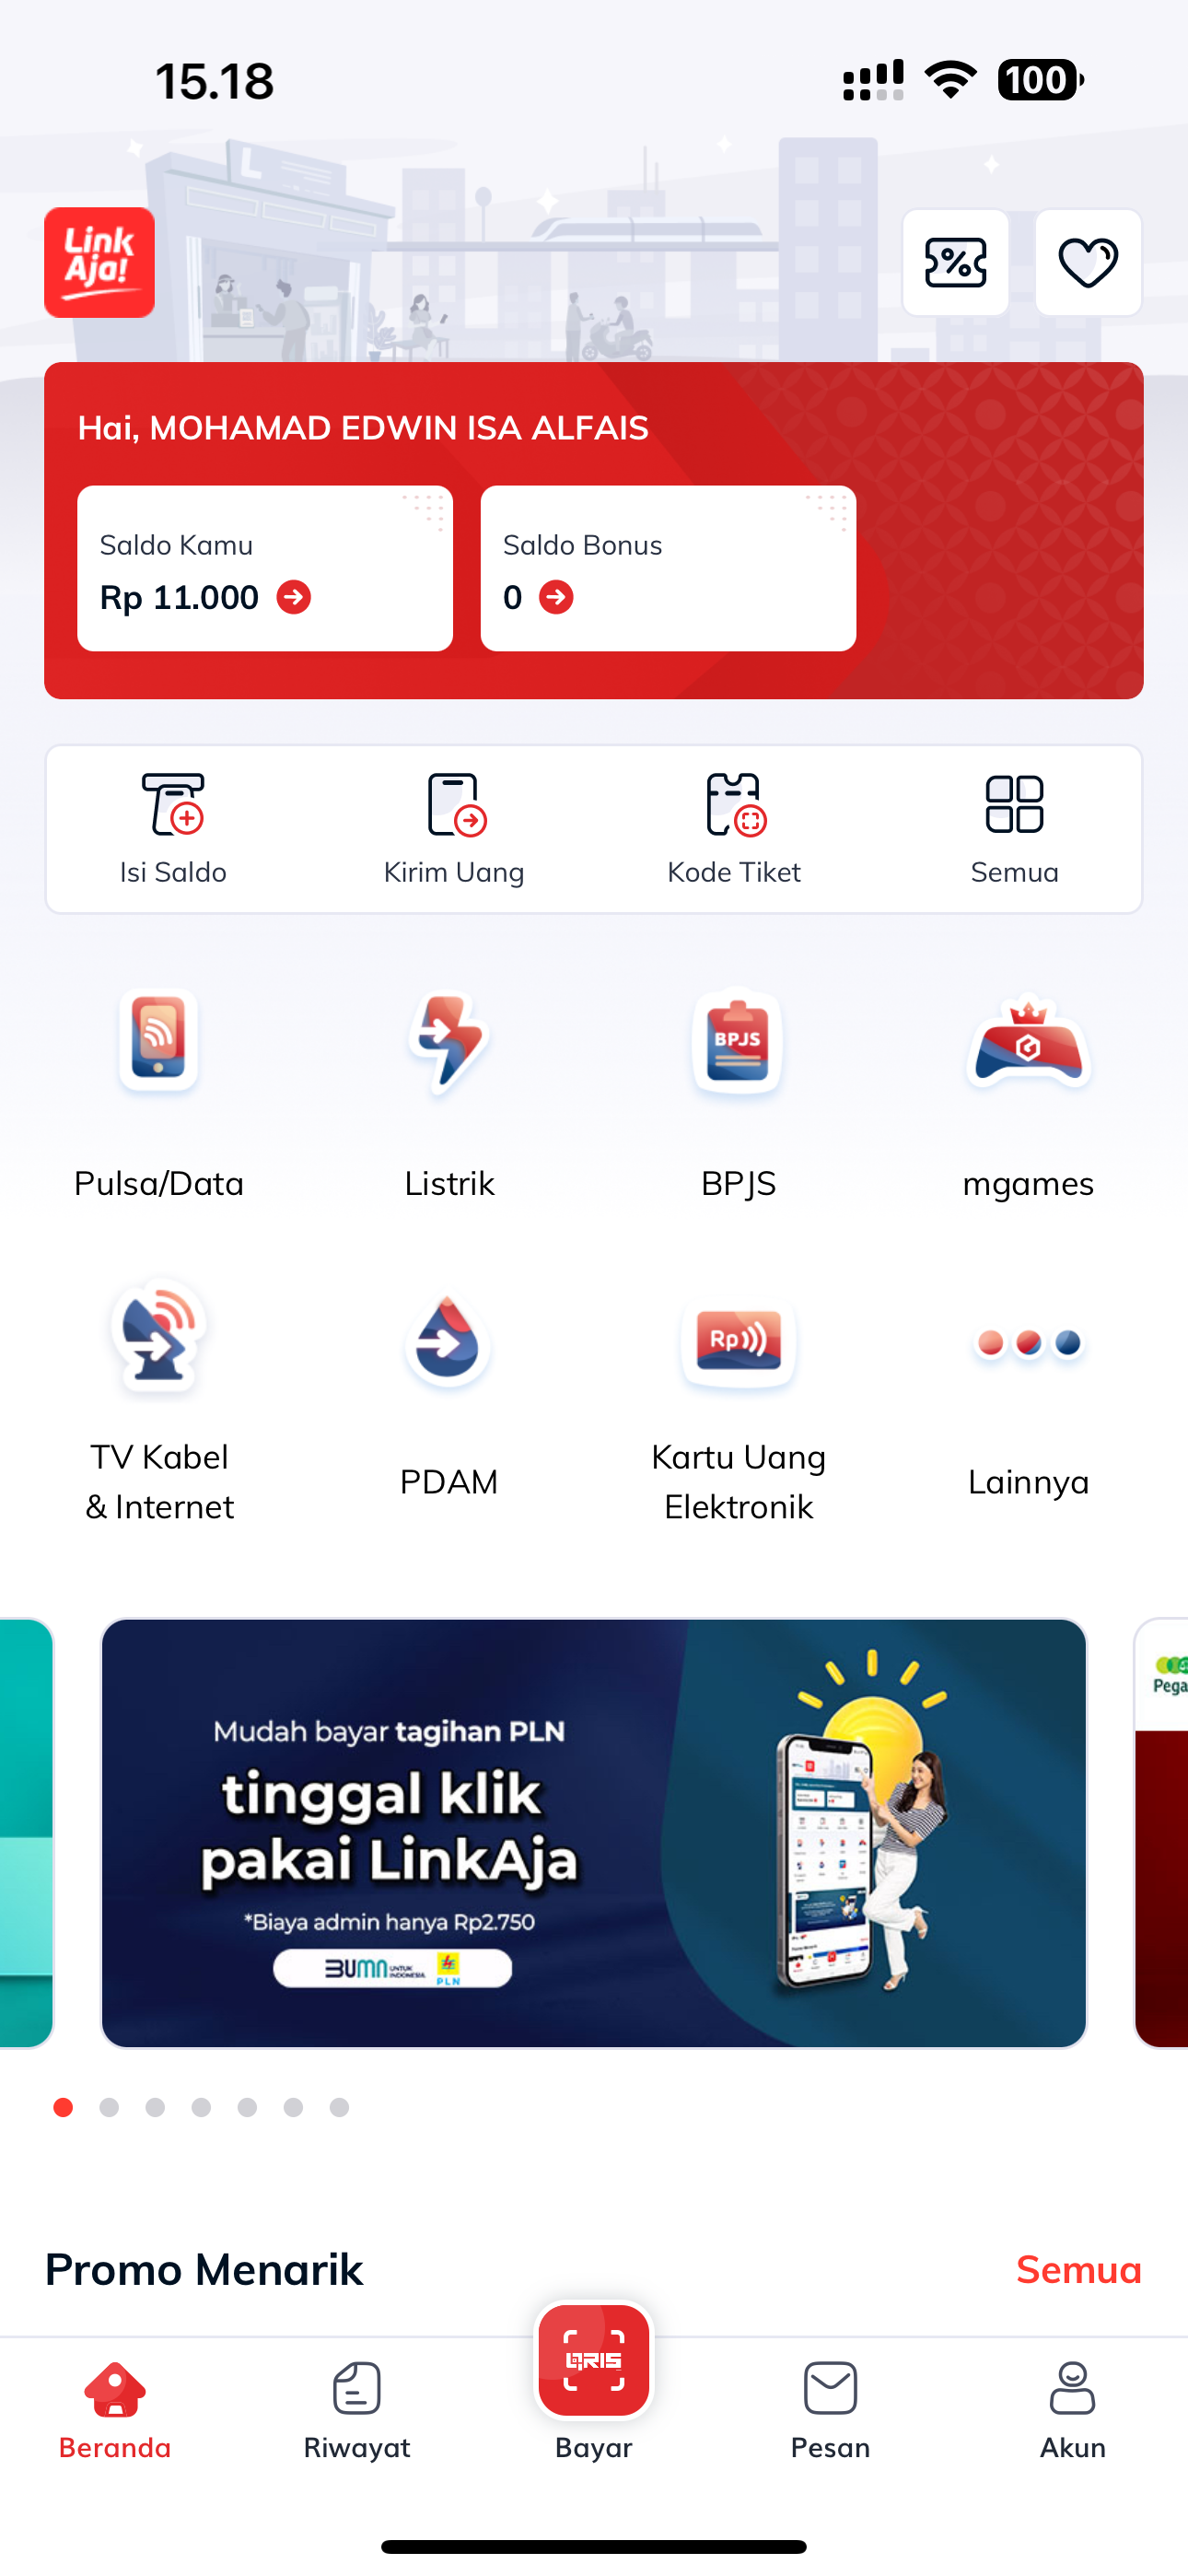 15.18
100
L
Link
Aja!
Hai, MOHAMAD EDWIN ISA ALFAIS
Saldo Kamu
Saldo Bonus
Rp 11.000
0
Isi Saldo
Kirim Uang
Kode Tiket
Semua
BPJS
Pulsa/Data
Listrik
BPJS
mgames
Rp
TV Kabel
& Internet
PDAM
Kartu Uang
Elektronik
Lainnya
Mudah bayar tagihan PLN
tinggal klik
pakai LinkAja
*Biaya admin hanya Rp2.750
BUMN UNTUK INDONESIA
PLN
Pega
Promo Menarik
Semua
QRIS
Beranda
Riwayat
Bayar
Pesan
Akun